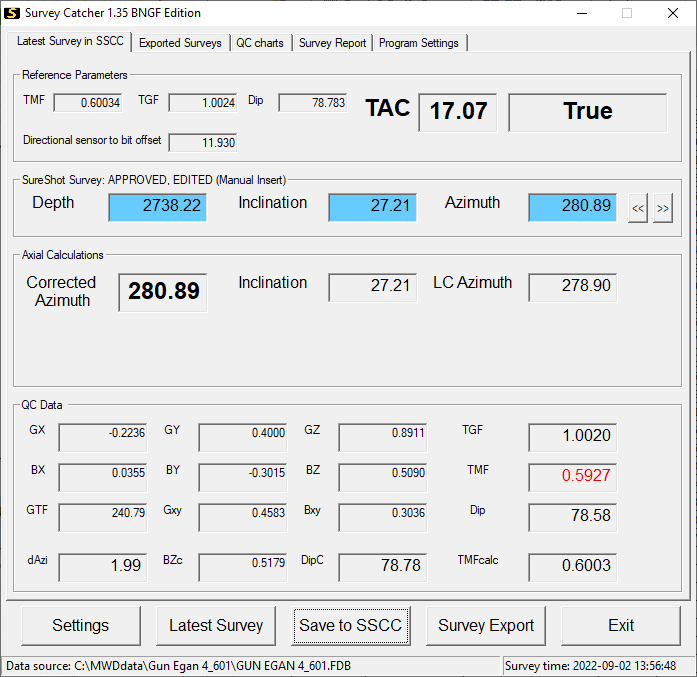 Survey Catcher 1.35 BNGF Edition
Latest Survey in SSCC Exported Surveys QC charts Survey Report Program Settings
Reference Parameters
TMF 0.60034 TGF 1.0024 Dip 78.783 TAC 17.07 True
Directional sensor to bit offset 11.930
SureShot Survey: APPROVED, EDITED (Manual Insert)
Depth 2738.22 Inclination 27.21 Azimuth 280.89 << >>
Axial Calculations
Corrected Azimuth 280.89 Inclination 27.21 LC Azimuth 278.90
QC Data
GX -0.2236 GY 0.4000 GZ 0.8911 TGF 1.0020
BX 0.0355 BY -0.3015 BZ 0.5090 TMF 0.5927
GTF 240.79 Gxy 0.4583 Bxy 0.3036 Dip 78.58
dAzi 1.99 BZc 0.5179 DipC 78.78 TMFcalc 0.6003
Settings Latest Survey Save to SSCC Survey Export Exit
Data source: C:\MWDdata\Gun Egan 4_601\GUN EGAN 4_601.FDB Survey time: 2022-09-02 13:56:48